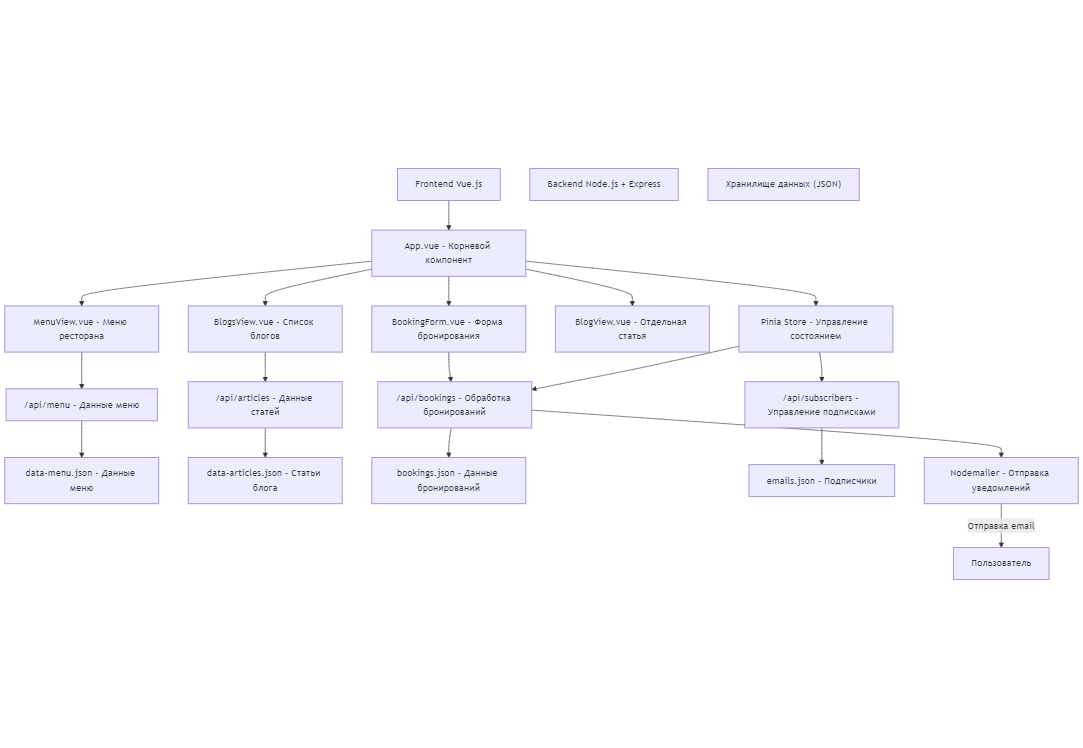 Frontend Vue.js
Backend Node.js + Express
Хранилище данных (JSON)
App.vue - Корневой
компонент
MenuView.vue - Меню
ресторана
BlogsView.vue - Список
блогов
BookingForm.vue - Форма
бронирования
BlogView.vue - Отдельная
статья
Pinia Store - Управление
состоянием
/api/menu - Данные меню
/api/articles - Данные
статей
/api/bookings - Обработка
бронирований
/api/subscribers -
Управление подписками
data-menu.json - Данные
меню
data-articles.json - Статьи
блога
bookings.json - Данные
бронирований
emails.json - Подписчики
Nodemailer - Отправка
уведомлений
Отправка email
Пользователь